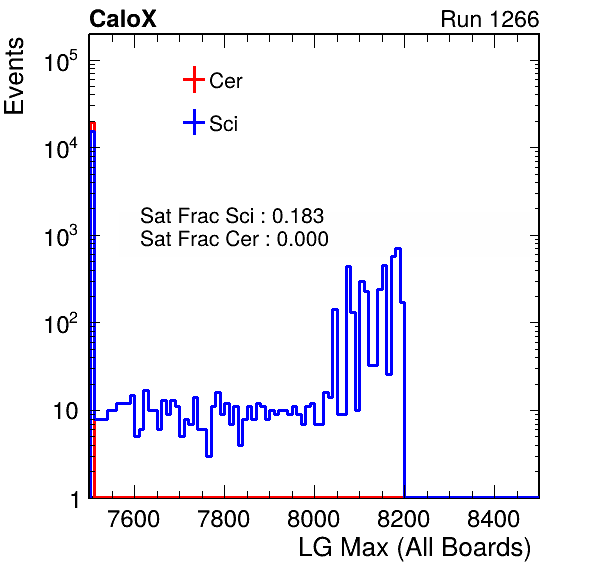 CaloX Run 1266
Events
10^5
Cer
Sci
10^4
Sat Frac Sci : 0.183
Sat Frac Cer : 0.000
10^3
10^2
10
1
7600 7800 8000 8200 8400
LG Max (All Boards)